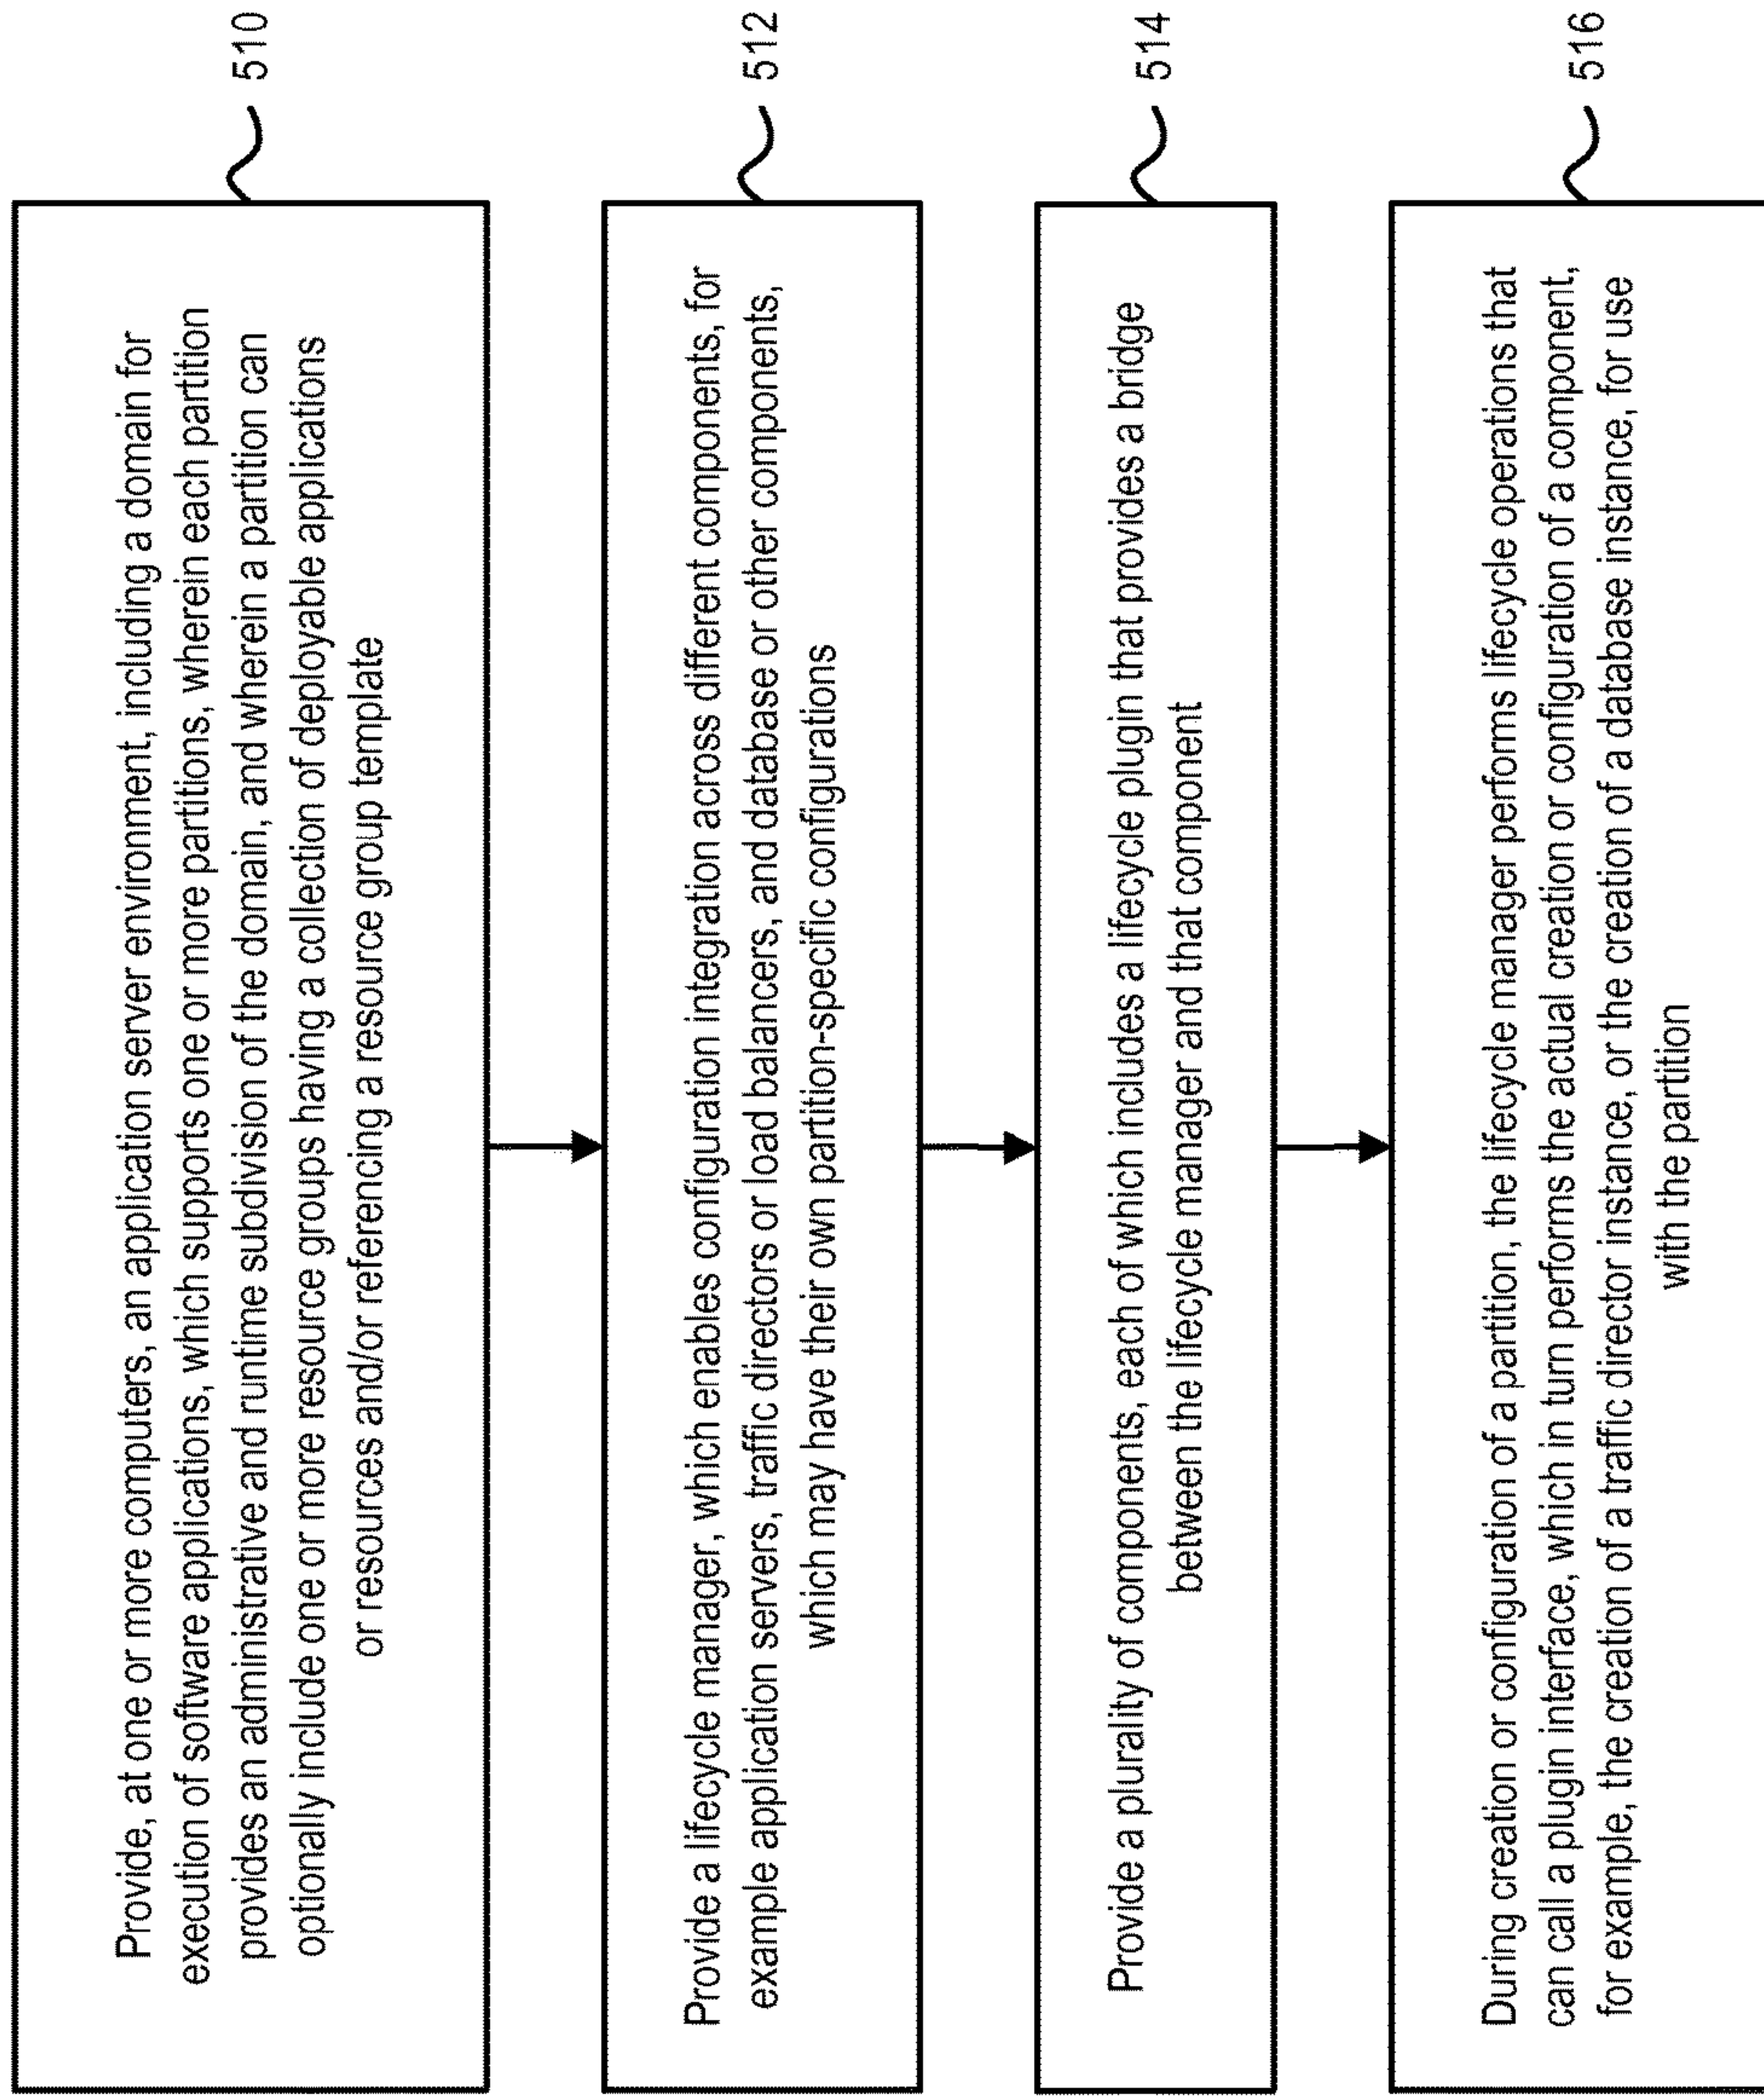 Provide, at one or more computers, an application server environment, including a domain for
execution of software applications, which supports one or more partitions, wherein each partition
provides an administrative and runtime subdivision of the domain, and wherein a partition can
optionally include one or more resource groups having a collection of deployable applications
or resources and/or referencing a resource group template
510
Provide a lifecycle manager, which enables configuration integration across different components, for
example application servers, traffic directors or load balancers, and database or other components,
which may have their own partition-specific configurations
512
Provide a plurality of components, each of which includes a lifecycle plugin that provides a bridge
between the lifecycle manager and that component
514
During creation or configuration of a partition, the lifecycle manager performs lifecycle operations that
can call a plugin interface, which in turn performs the actual creation or configuration of a component,
for example, the creation of a traffic director instance, or the creation of a database instance, for use
with the partition
516